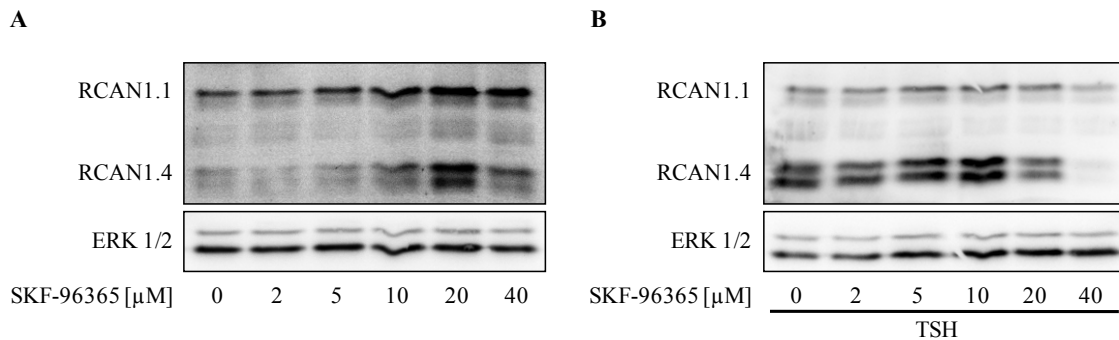 A
RCAN1.1
RCAN1.4
ERK 1/2
SKF-96365 [µM] 0 2 5 10 20 40
B
RCAN1.1
RCAN1.4
ERK 1/2
SKF-96365 [µM] 0 2 5 10 20 40
TSH